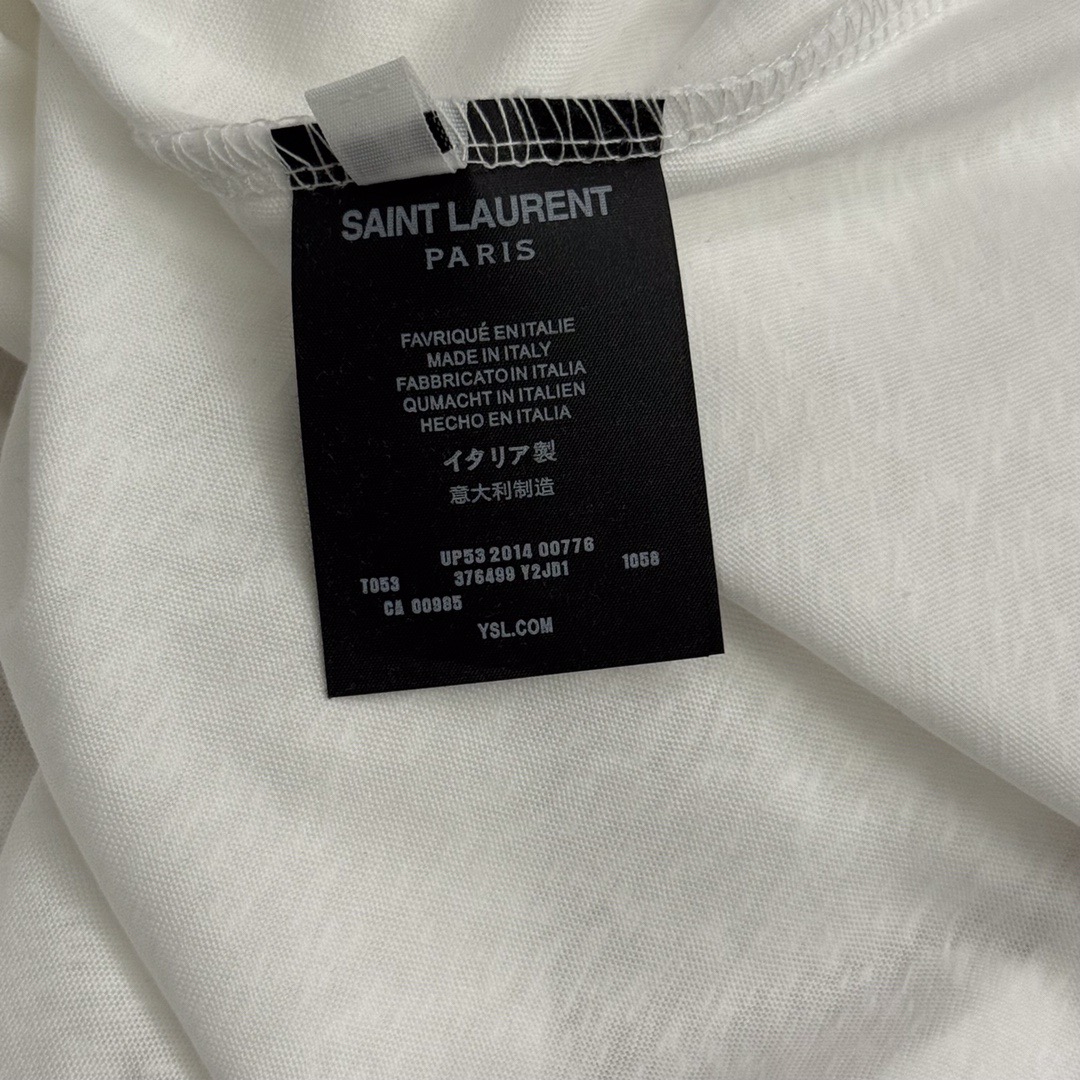 SAINT LAURENT
PARIS
FAVRIQUÉ EN ITALIE
MADE IN ITALY
FABBRICATO IN ITALIA
QUMACHT IN ITALIEN
HECHO EN ITALIA
イタリア製
意大利制造
UP53 2014 00776
T053 376499 Y2JD1 1058
CA 00985
YSL.COM